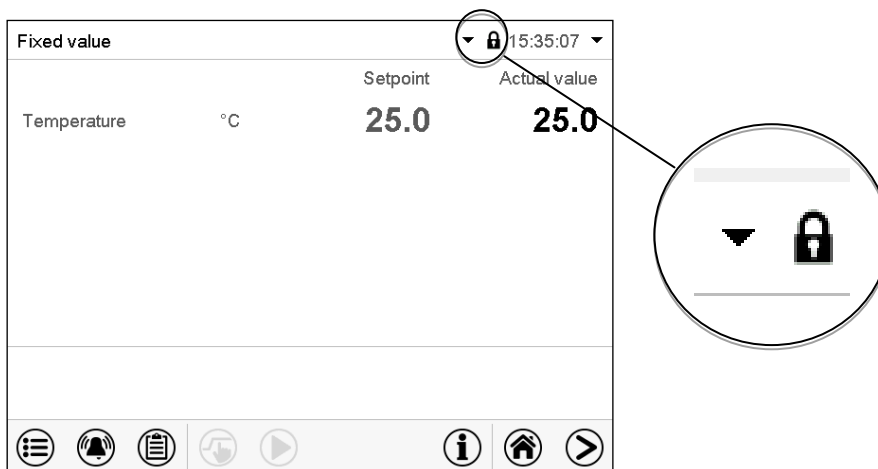 Fixed value 15:35:07
Setpoint Actual value
Temperature °C 25.0 25.0